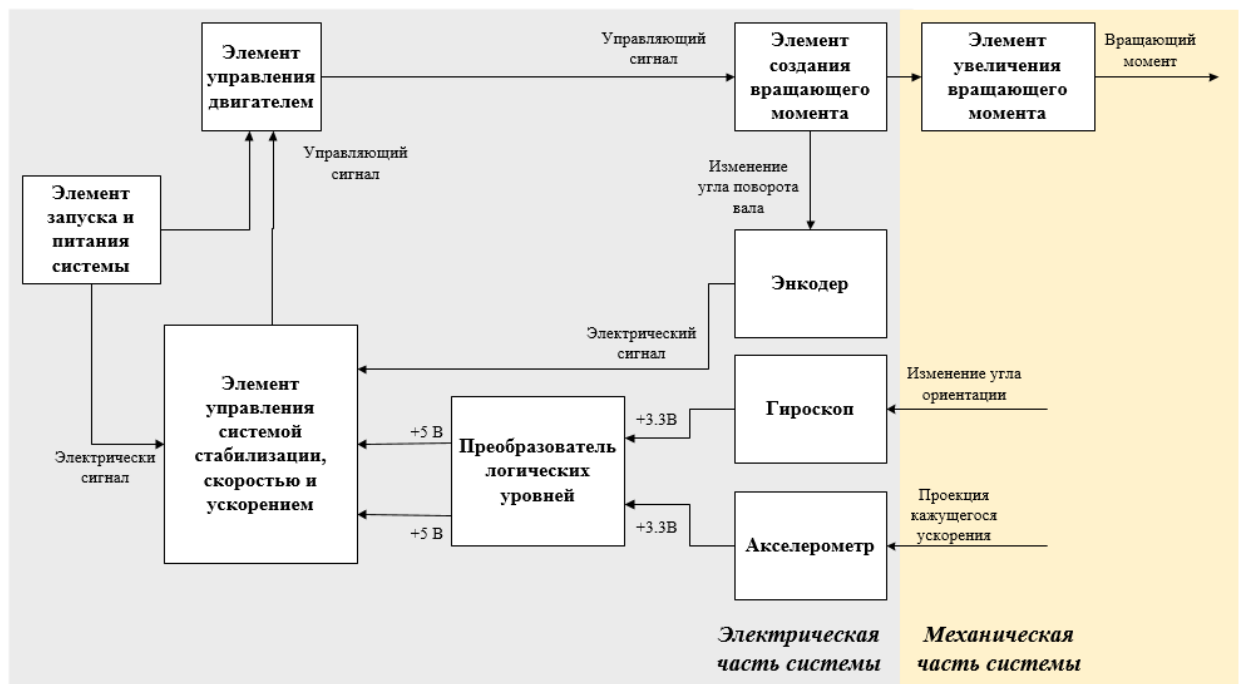 Элемент
управления
двигателем
Управляющий
сигнал
Элемент
создания
вращающего
момента
Элемент
увеличения
вращающего
момента
Вращающий
момент
Управляющий
сигнал
Изменение
угла поворота
вала
Элемент
запуска и
питания
системы
Энкодер
Электрический
сигнал
Элемент
управления
системой
стабилизации,
скоростью и
ускорением
Электрически
сигнал
+5 В
+5 В
Преобразователь
логических
уровней
+3.3В
+3.3В
Гироскоп
Изменение угла
ориентации
Акселерометр
Проекция
кажущегося
ускорения
Электрическая
часть системы
Механическая
часть системы